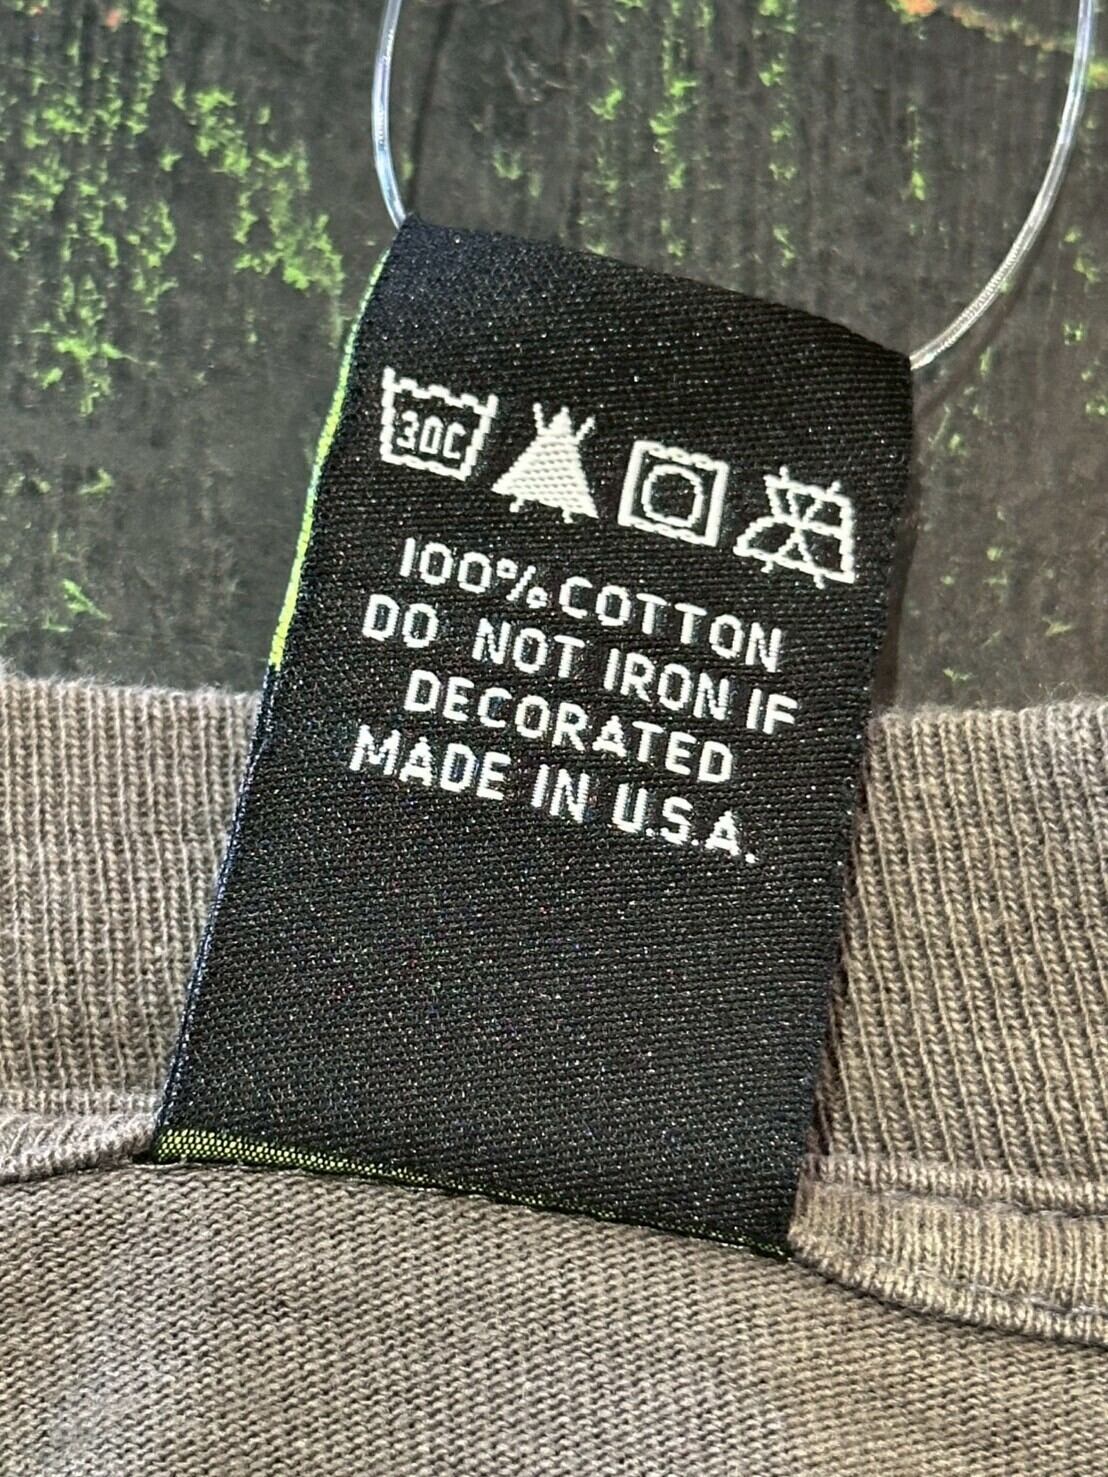 30C
100% COTTON
DO NOT IRON IF
DECORATED
MADE IN U.S.A.